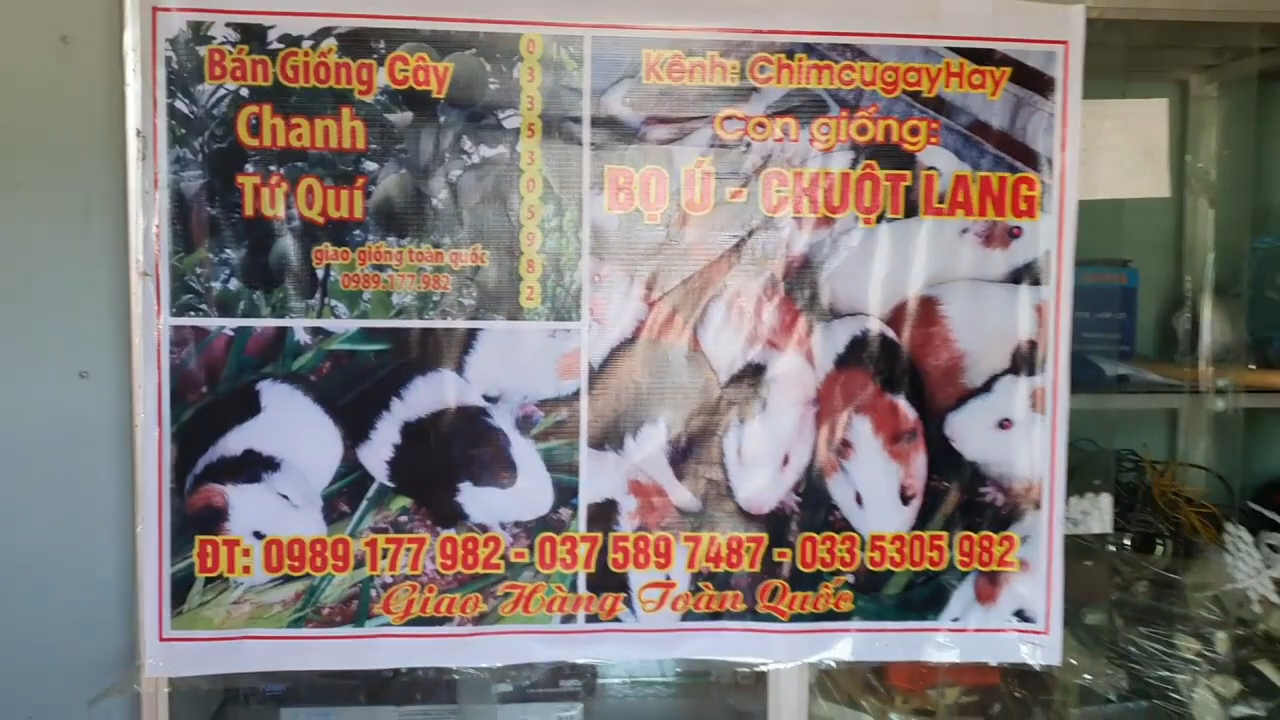 Bán Giống Cây
Chanh
Tứ Quí
giao giống toàn quốc
0989.177.982
0335305982
Kênh: ChimcugayHay
Con giống:
BỌ Ú - CHUỘT LANG
ĐT: 0989 177 982 - 037 589 7487 - 033 5305 982
Giao Hàng Toàn Quốc